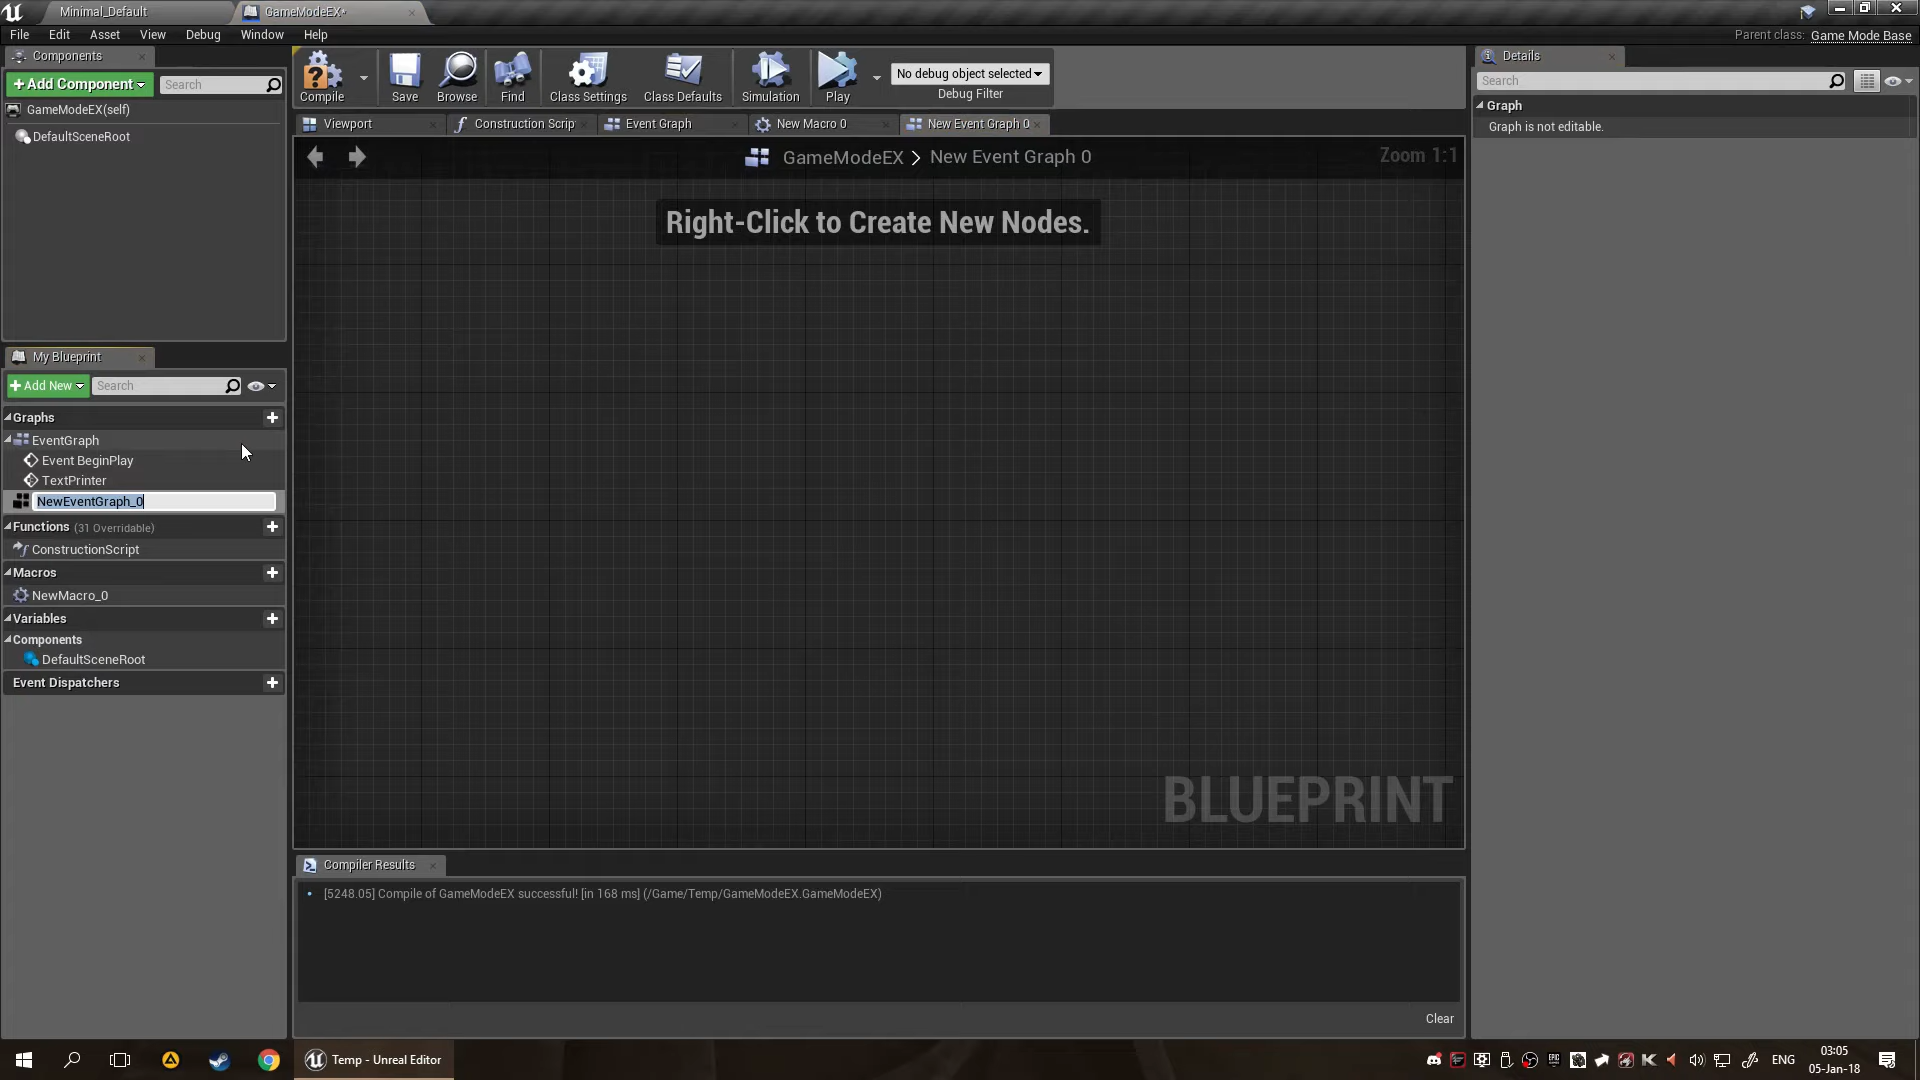 Minimal_Default
GameModeEX*
File Edit Asset View Debug Window Help
Parent class: Game Mode Base
Components
Add Component
Search
GameModeEX(self)
DefaultSceneRoot
Compile
Save
Browse
Find
Class Settings
Class Defaults
Simulation
Play
No debug object selected
Debug Filter
Viewport
Construction Scrip
Event Graph
New Macro 0
New Event Graph 0
GameModeEX > New Event Graph 0
Zoom 1:1
Right-Click to Create New Nodes.
BLUEPRINT
Details
Search
Graph
Graph is not editable.
My Blueprint
Add New
Search
Graphs
EventGraph
Event BeginPlay
TextPrinter
NewEventGraph_0
Functions (31 Overridable)
ConstructionScript
Macros
NewMacro_0
Variables
Components
DefaultSceneRoot
Event Dispatchers
Compiler Results
[5248.05] Compile of GameModeEX successful! [in 168 ms] (/Game/Temp/GameModeEX.GameModeEX)
Clear
Temp - Unreal Editor
ENG
03:05
05-Jan-18